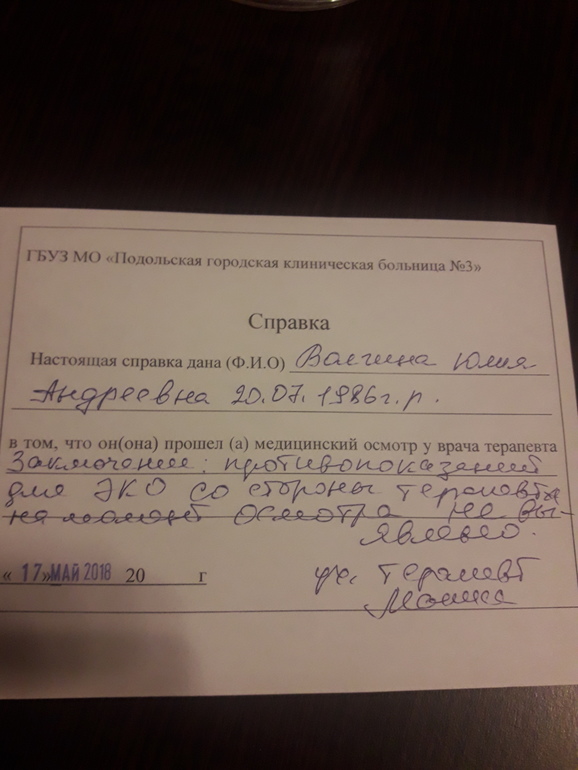 ГБУЗ МО «Подольская городская клиническая больница №3»
Справка
Настоящая справка дана (Ф.И.О) Юлия
Андреевна 20.07.1986г.р.
в том, что он(она) прошел (а) медицинский осмотр у врача терапевта
Заключение: противопоказаний
для ЭКО со стороны терапевта
на момент осмотра не вы-
явлено.
«17» МАЙ 2018 20 г
уч. терапевт